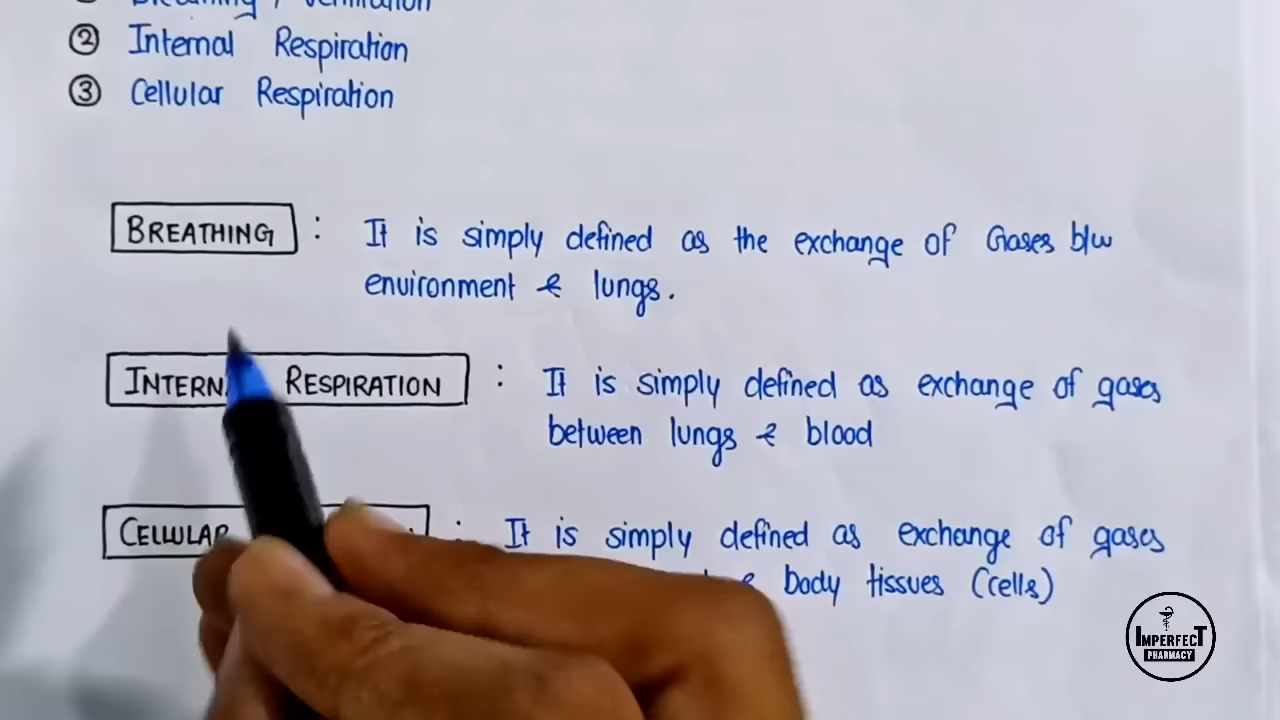 ② Internal Respiration
③ Cellular Respiration
BREATHING : It is simply defined as the exchange of Gases b/w
environment & lungs.
RESPIRATION : It is simply defined as exchange of gases
between lungs & blood
CELLULAR : It is simply defined as exchange of gases
& body tissues (cells)
IMPERFECT
PHARMACY